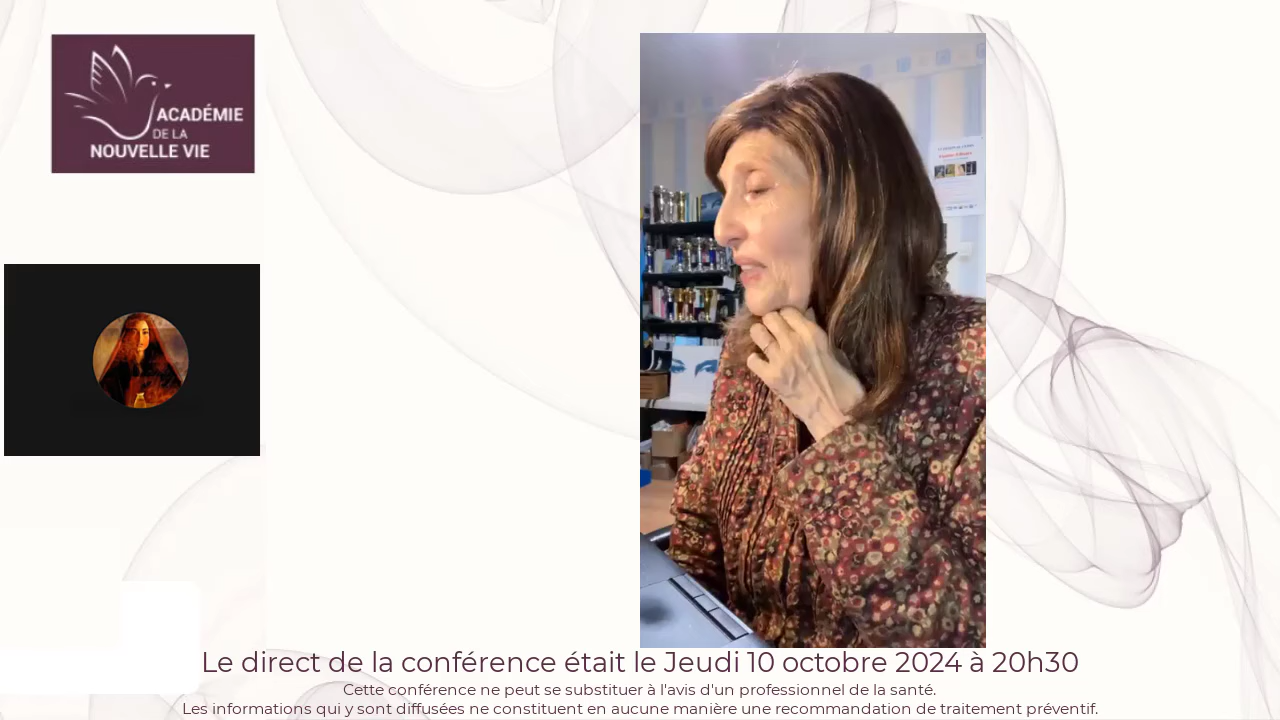 ACADÉMIE
DE LA
NOUVELLE VIE
Le direct de la conférence était le Jeudi 10 octobre 2024 à 20h30
Cette conférence ne peut se substituer à l'avis d'un professionnel de la santé.
Les informations qui y sont diffusées ne constituent en aucune manière une recommandation de traitement préventif.